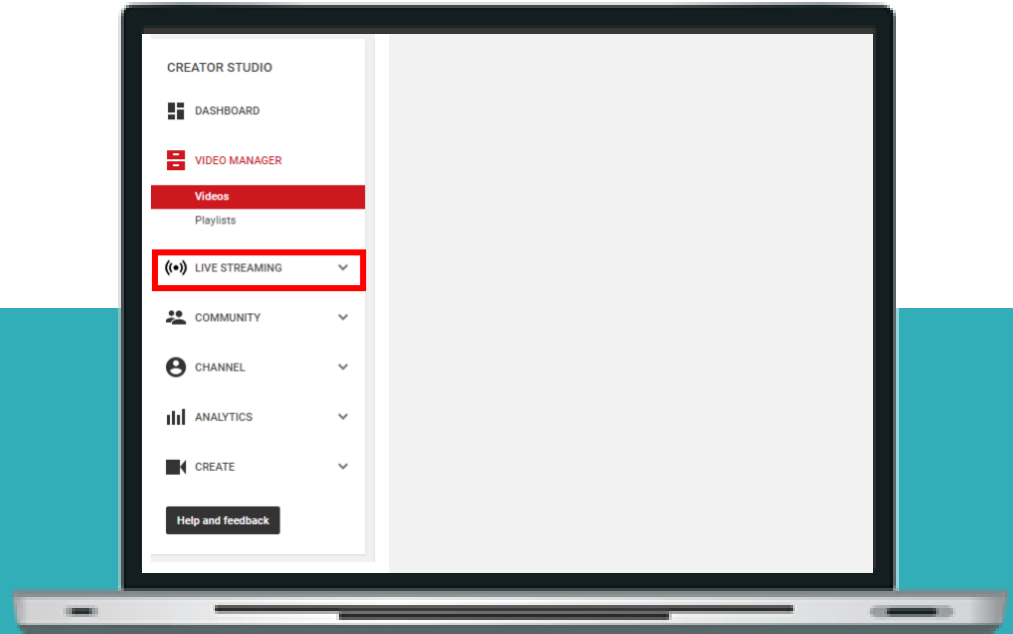 CREATOR STUDIO
DASHBOARD
VIDEO MANAGER
Videos
Playlists
LIVE STREAMING
COMMUNITY
CHANNEL
ANALYTICS
CREATE
Help and feedback